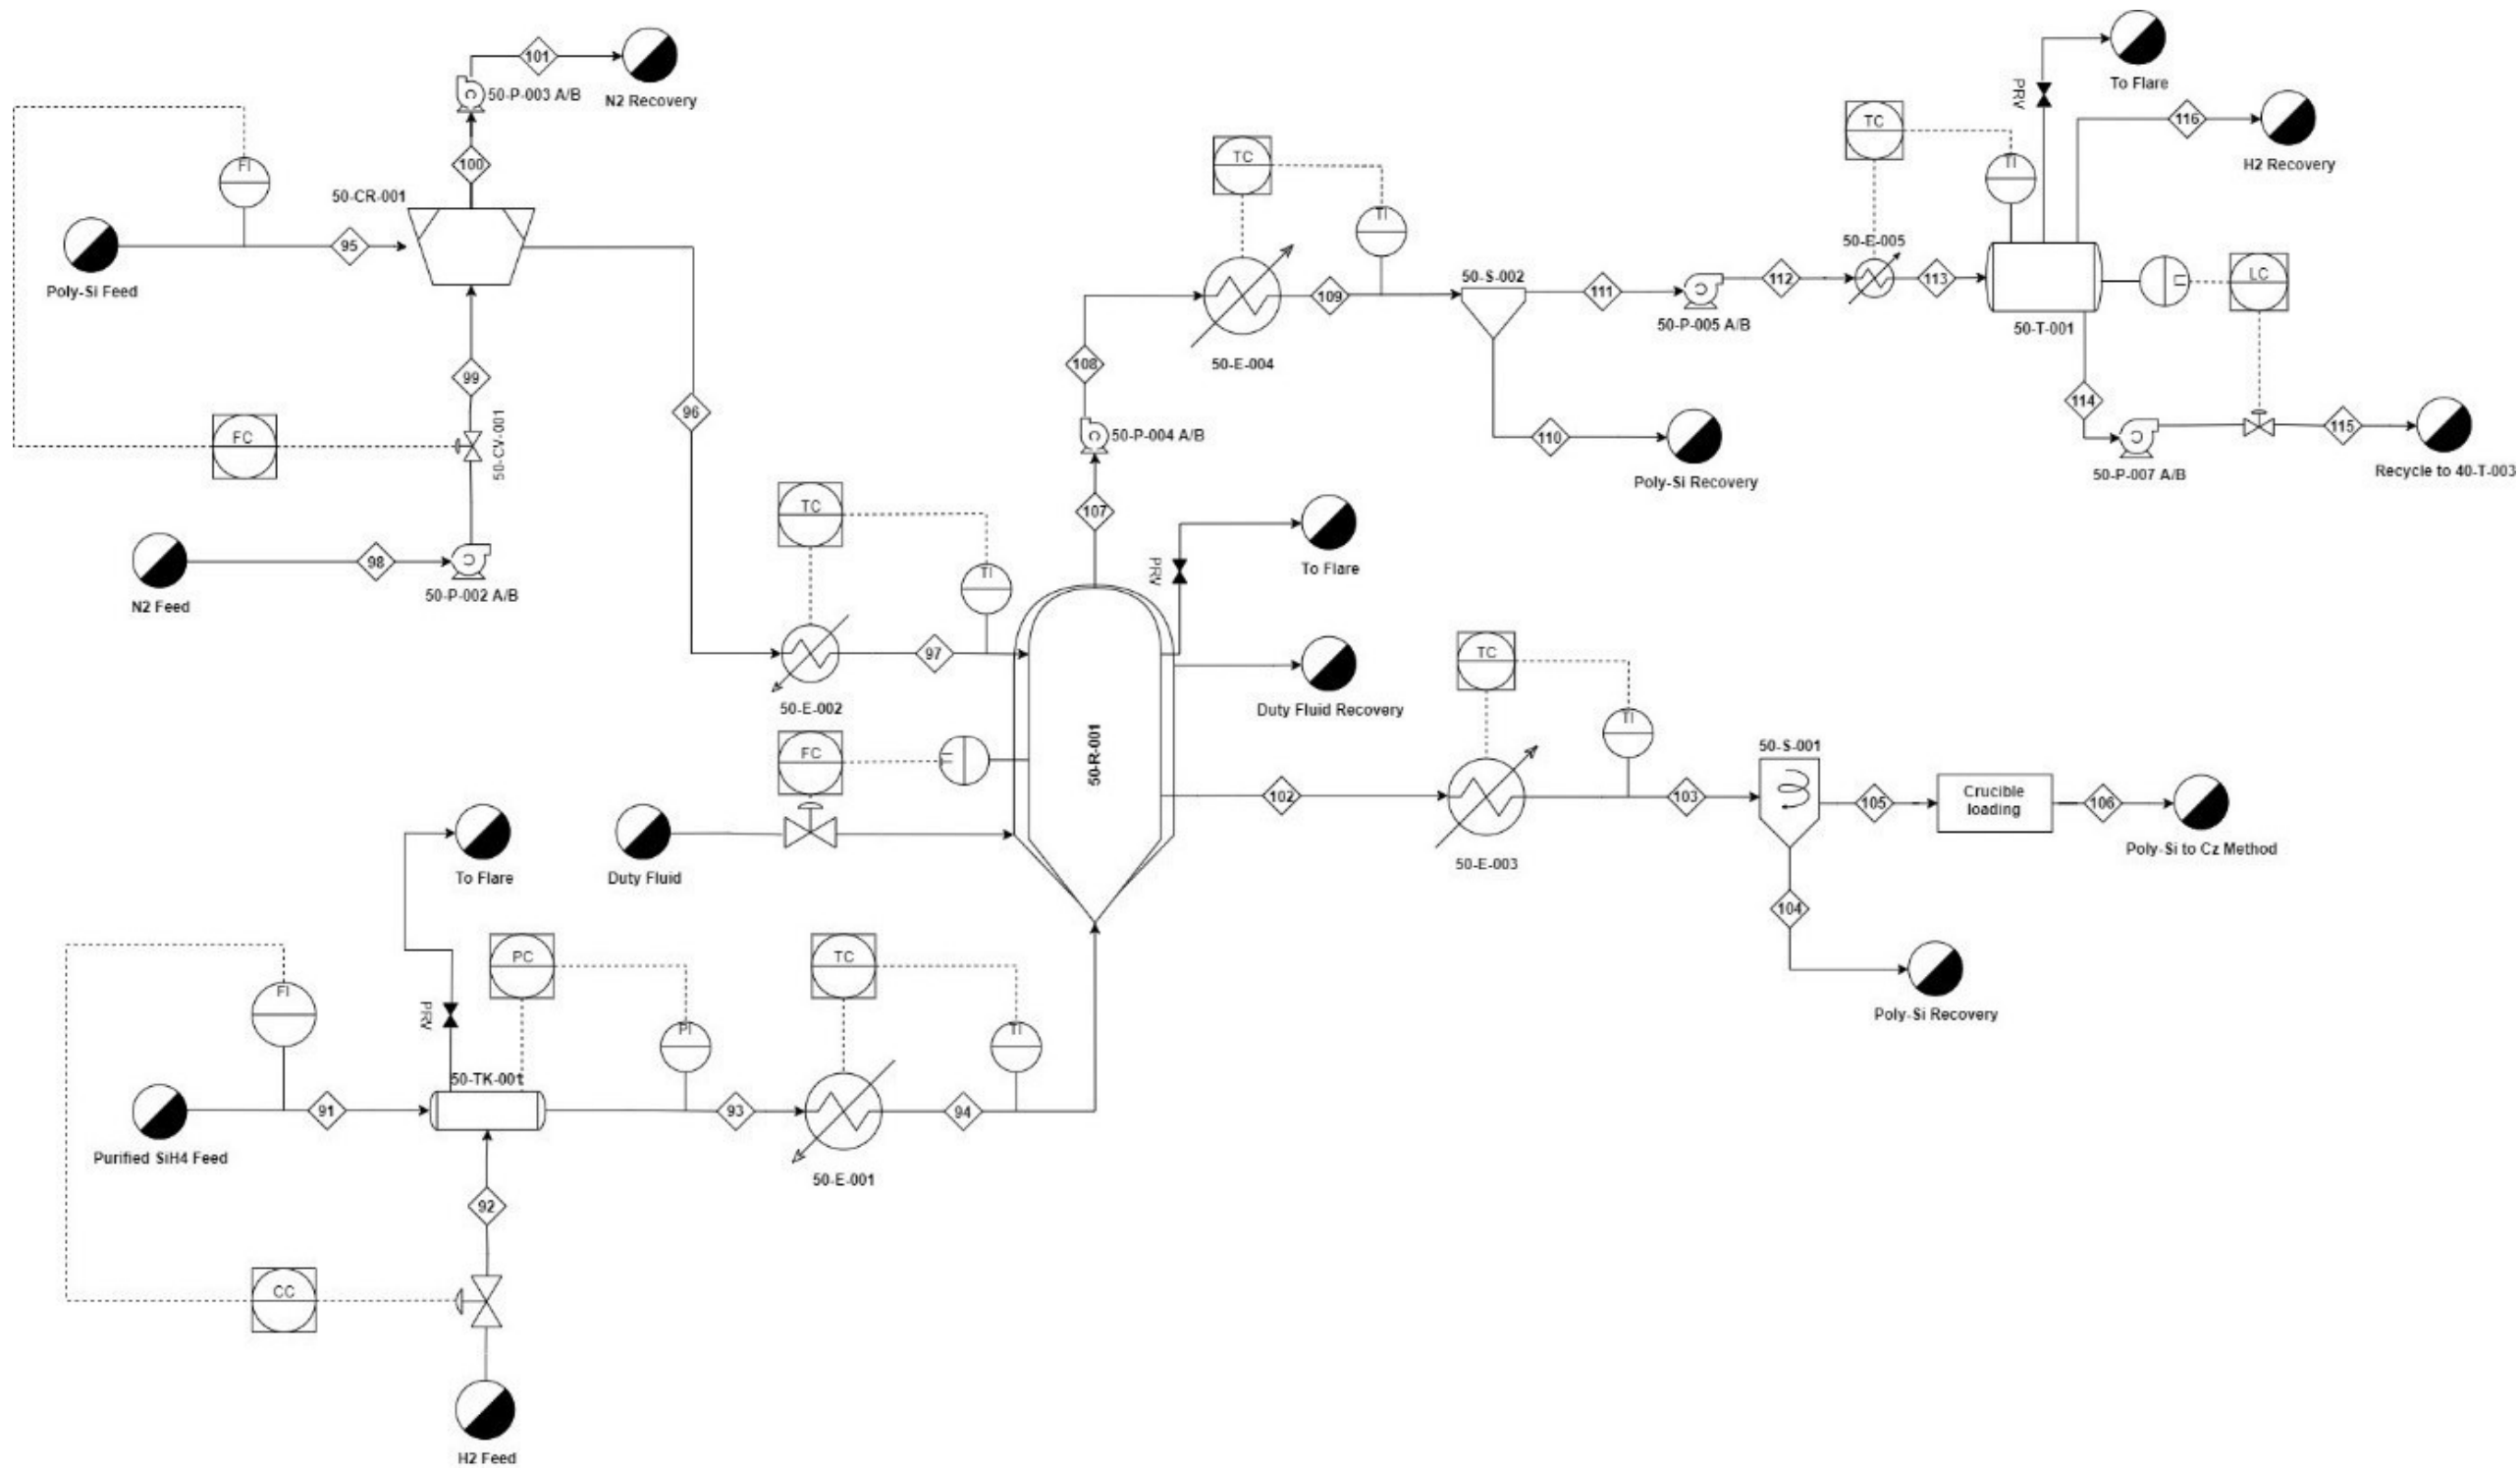 101
50-P-003 A/B
N2 Recovery
100
FI
50-CR-001
95
Poly-Si Feed
99
FC
50-CV-001
98
N2 Feed
50-P-002 A/B
96
TC
TI
97
50-E-002
FC
Duty Fluid
To Flare
PRV
FI
50-TK-001
91
Purified SiH4 Feed
92
CC
H2 Feed
PC
PI
93
TC
TI
94
50-E-001
50-R-001
107
50-P-004 A/B
108
PRV
To Flare
Duty Fluid Recovery
TC
TI
50-E-004
109
50-S-002
110
Poly-Si Recovery
111
50-P-005 A/B
112
TC
50-E-005
113
TI
PRV
To Flare
116
H2 Recovery
50-T-001
LI
LC
114
50-P-007 A/B
115
Recycle to 40-T-003
102
TC
TI
50-E-003
103
50-S-001
105
Crucible
loading
106
Poly-Si to Cz Method
104
Poly-Si Recovery